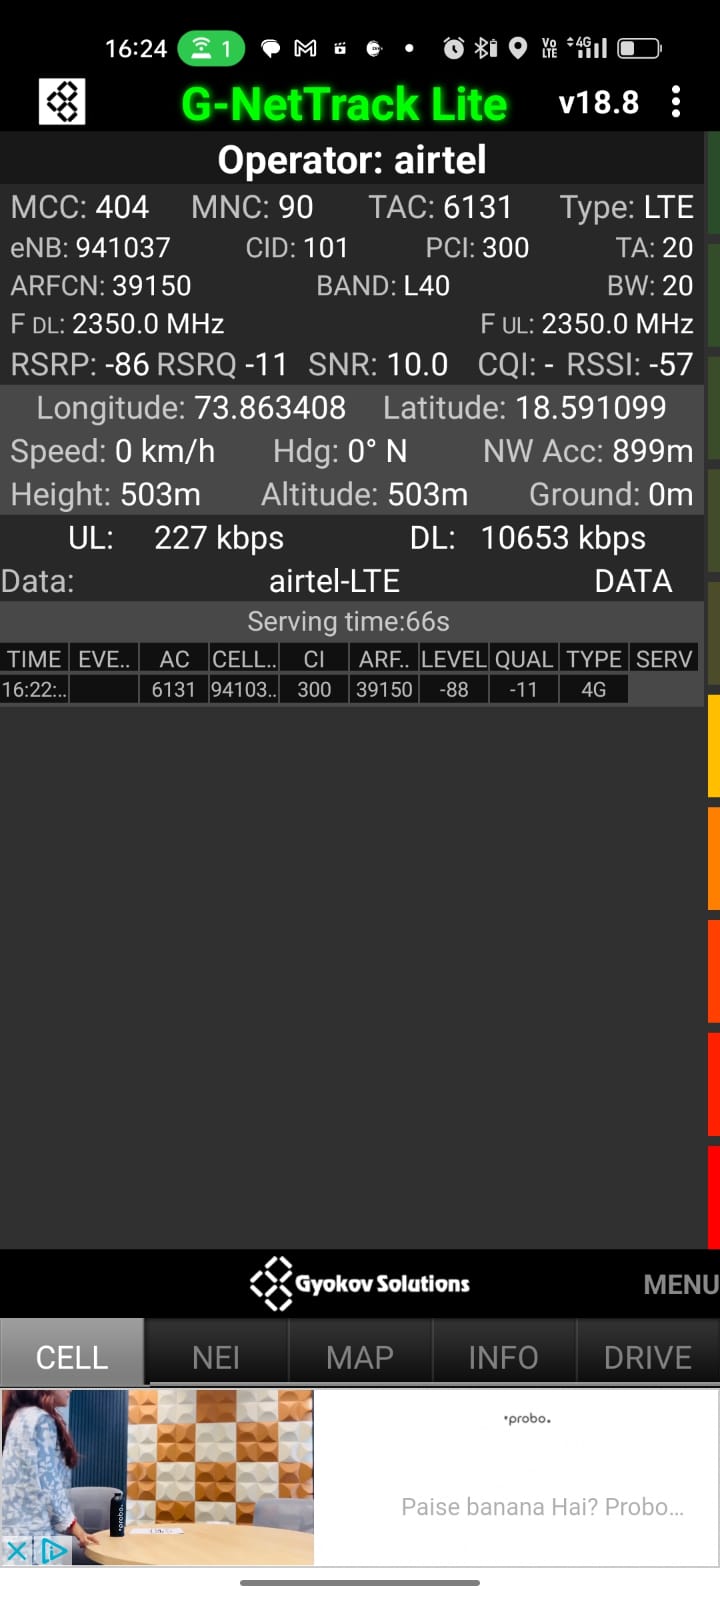 16:24 1 Vo LTE 4G
G-NetTrack Lite v18.8
Operator: airtel
MCC: 404 MNC: 90 TAC: 6131 Type: LTE
eNB: 941037 CID: 101 PCI: 300 TA: 20
ARFCN: 39150 BAND: L40 BW: 20
F DL: 2350.0 MHz F UL: 2350.0 MHz
RSRP: -86 RSRQ -11 SNR: 10.0 CQI: - RSSI: -57
Longitude: 73.863408 Latitude: 18.591099
Speed: 0 km/h Hdg: 0° N NW Acc: 899m
Height: 503m Altitude: 503m Ground: 0m
UL: 227 kbps DL: 10653 kbps
Data: airtel-LTE DATA
Serving time:66s
TIME EVE.. AC CELL.. CI ARF.. LEVEL QUAL TYPE SERV
16:22:.. 6131 94103.. 300 39150 -88 -11 4G
Gyokov Solutions MENU
CELL NEI MAP INFO DRIVE
•probo.
Paise banana Hai? Probo...
probo.